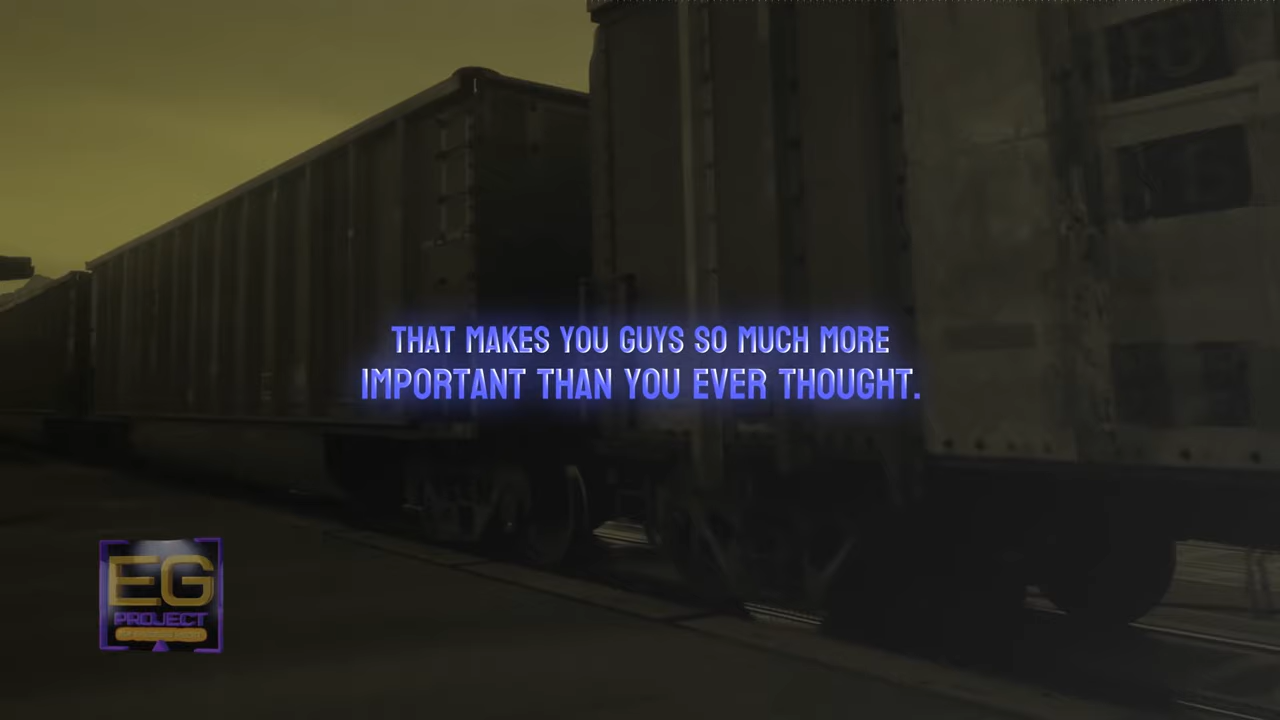 THAT MAKES YOU GUYS SO MUCH MORE
IMPORTANT THAN YOU EVER THOUGHT.
EG
PROJECT